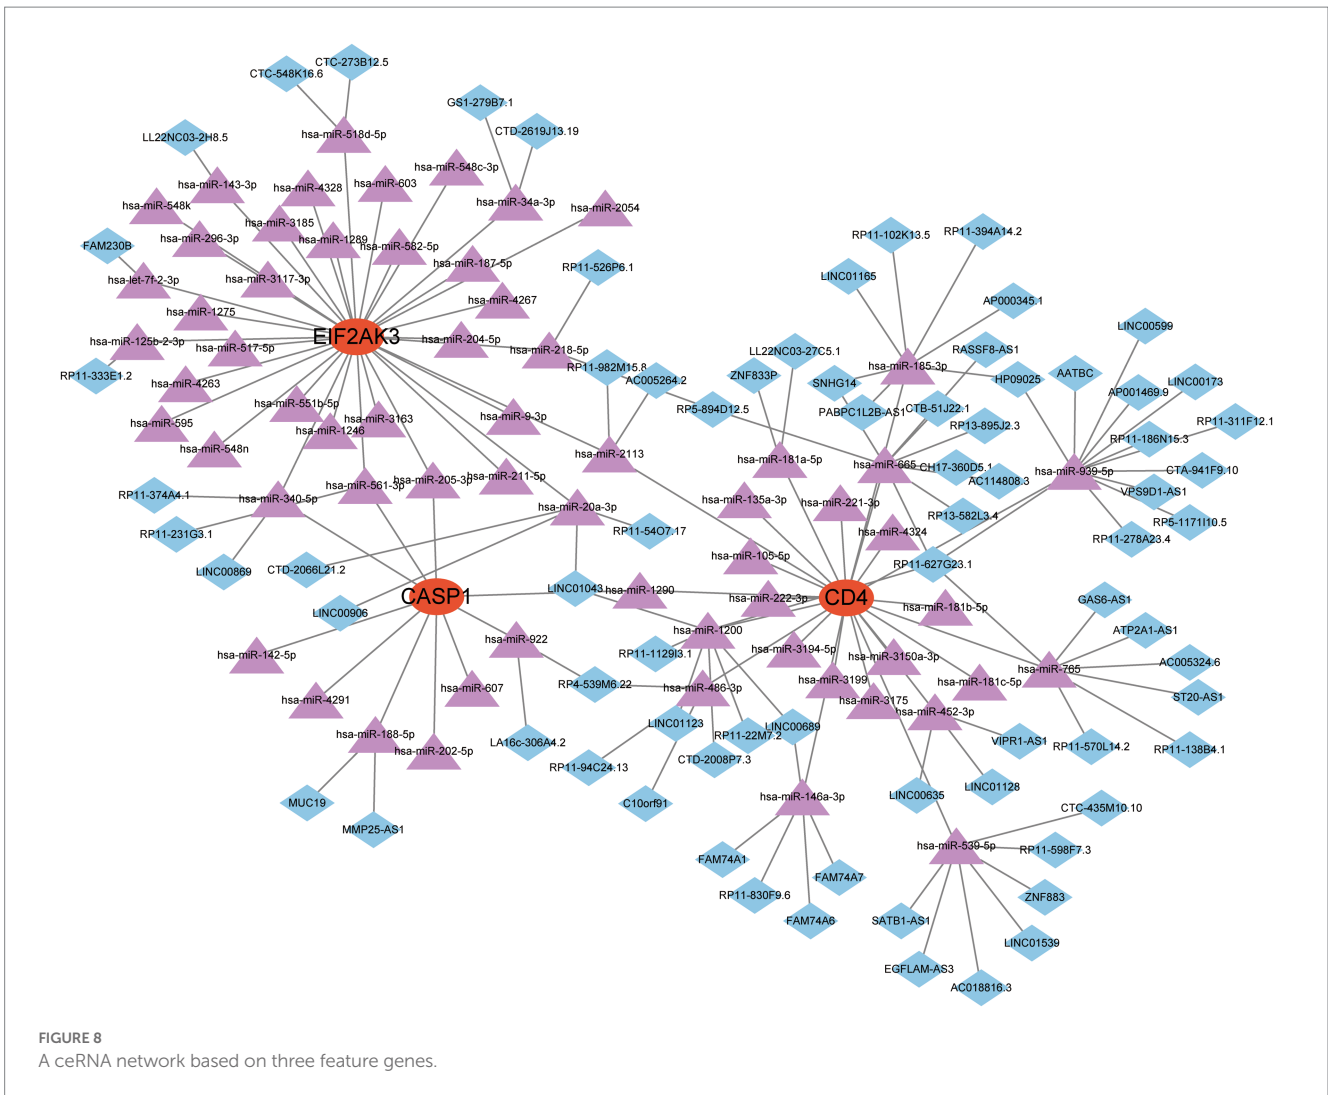 CTC-273B12.5
CTC-548K16.6
GS1-279B7.1
CTD-2619J13.19
hsa-miR-518d-5p
LL22NC03-2H8.5
hsa-miR-548c-3p
hsa-miR-143-3p
hsa-miR-4328
hsa-miR-603
hsa-miR-34a-3p
hsa-miR-548k
hsa-miR-2054
hsa-miR-3185
hsa-miR-296-3p
hsa-miR-1289
hsa-miR-582-5p
FAM230B
hsa-miR-187-5p
RP11-526P6.1
hsa-let-7f-2-3p
hsa-miR-3117-3p
hsa-miR-4267
hsa-miR-1275
EIF2AK3
hsa-miR-204-5p
hsa-miR-125b-2-3p
hsa-miR-517-5p
hsa-miR-218-5p
RP11-982M15.8
RP11-333E1.2
hsa-miR-4263
AC005264.2
hsa-miR-551b-5p
hsa-miR-3163
hsa-miR-9-3p
hsa-miR-595
hsa-miR-1246
hsa-miR-548n
hsa-miR-2113
RP5-894D12.5
RP11-102K13.5
RP11-394A14.2
LINC01165
AP000345.1
LINC00599
LL22NC03-27C5.1
RASSF8-AS1
ZNF833P
SNHG14
hsa-miR-185-3p
HP09025
AATBC
LINC00173
AP001469.9
PABPC1L2B-AS1
CTB-51J22.1
RP11-311F12.1
RP13-895J2.3
RP11-186N15.3
hsa-miR-181a-5p
hsa-miR-665
CH17-360D5.1
hsa-miR-939-5p
CTA-941F9.10
AC114808.3
VPS9D1-AS1
hsa-miR-561-3p
hsa-miR-205-3p
hsa-miR-211-5p
RP11-374A4.1
hsa-miR-340-5p
hsa-miR-20a-3p
hsa-miR-135a-3p
hsa-miR-221-3p
RP13-582L3.4
RP5-1171I10.5
RP11-231G3.1
RP11-54O7.17
hsa-miR-4324
RP11-278A23.4
LINC00869
CTD-2066L21.2
hsa-miR-105-5p
RP11-627G23.1
LINC01043
hsa-miR-1290
CASP1
hsa-miR-222-3p
CD4
LINC00906
hsa-miR-181b-5p
GAS6-AS1
hsa-miR-922
hsa-miR-1200
ATP2A1-AS1
hsa-miR-142-5p
RP11-1129I3.1
hsa-miR-3194-5p
hsa-miR-3150a-3p
hsa-miR-765
AC005324.6
hsa-miR-4291
hsa-miR-607
RP4-539M6.22
hsa-miR-486-3p
hsa-miR-3199
hsa-miR-181c-5p
ST20-AS1
hsa-miR-3175
hsa-miR-452-3p
hsa-miR-188-5p
LINC01123
LINC00689
hsa-miR-202-5p
LA16c-306A4.2
RP11-22M7.2
VIPR1-AS1
RP11-570L14.2
RP11-138B4.1
RP11-94C24.13
CTD-2008P7.3
MUC19
C10orf91
hsa-miR-146a-3p
LINC00635
LINC01128
MMP25-AS1
CTC-435M10.10
hsa-miR-539-5p
RP11-598F7.3
FAM74A1
FAM74A7
RP11-830F9.6
ZNF883
FAM74A6
SATB1-AS1
LINC01539
EGFLAM-AS3
AC018816.3
FIGURE 8
A ceRNA network based on three feature genes.